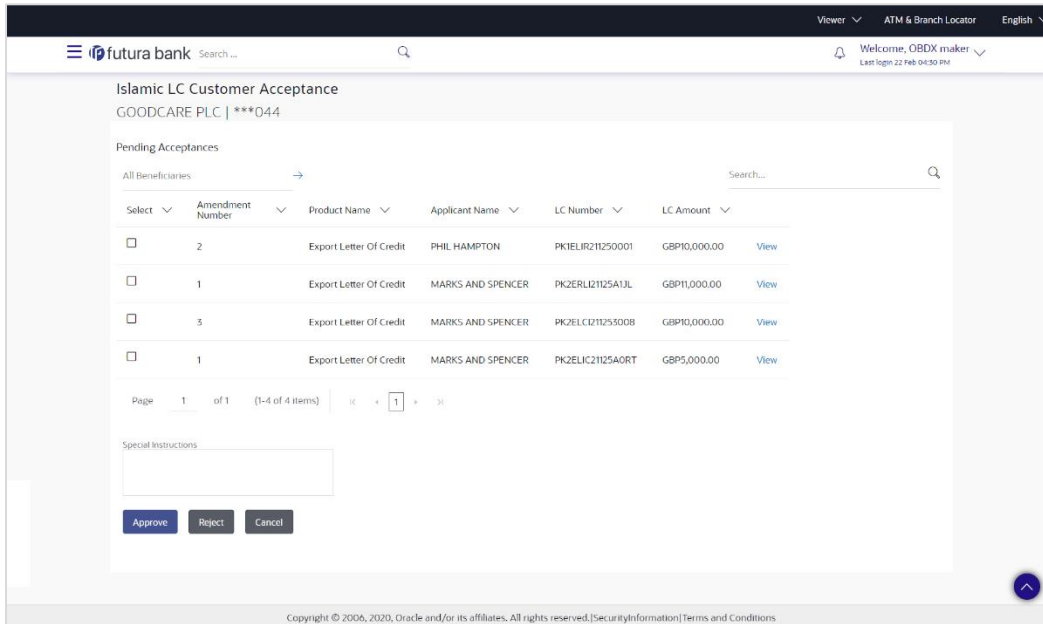 Viewer ATM & Branch Locator English
futura bank Search ... Welcome, OBDX maker
Last login 22 Feb 04:30 PM
Islamic LC Customer Acceptance
GOODCARE PLC | ***044
Pending Acceptances
All Beneficiaries Search...
Select Amendment Number Product Name Applicant Name LC Number LC Amount
2 Export Letter Of Credit PHIL HAMPTON PK1ELIR211250001 GBP10,000.00 View
1 Export Letter Of Credit MARKS AND SPENCER PK2ERLI21125A1JL GBP11,000.00 View
3 Export Letter Of Credit MARKS AND SPENCER PK2ELCI211253008 GBP10,000.00 View
1 Export Letter Of Credit MARKS AND SPENCER PK2ELIC21125A0RT GBP5,000.00 View
Page 1 of 1 (1-4 of 4 items) 1
Special Instructions
Approve Reject Cancel
Copyright © 2006, 2020, Oracle and/or its affiliates. All rights reserved.|SecurityInformation|Terms and Conditions